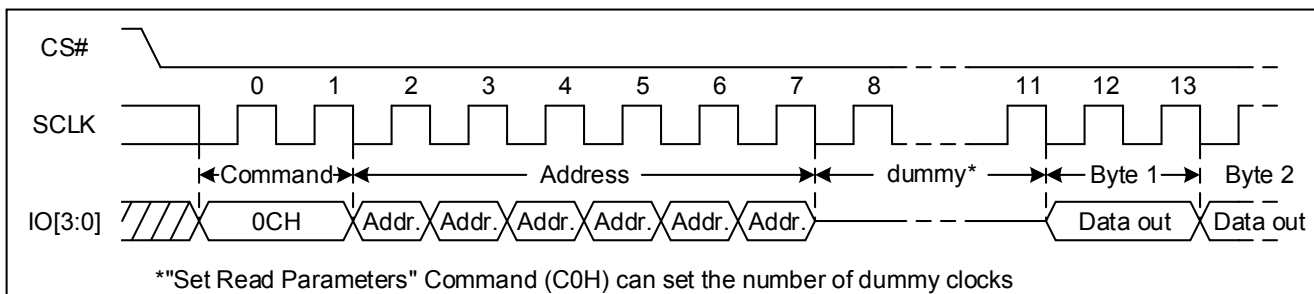 CS#
0 1 2 3 4 5 6 7 8 11 12 13
SCLK
Command Address dummy* Byte 1 Byte 2
IO[3:0] 0CH Addr. Addr. Addr. Addr. Addr. Addr. Data out Data out
*"Set Read Parameters" Command (C0H) can set the number of dummy clocks